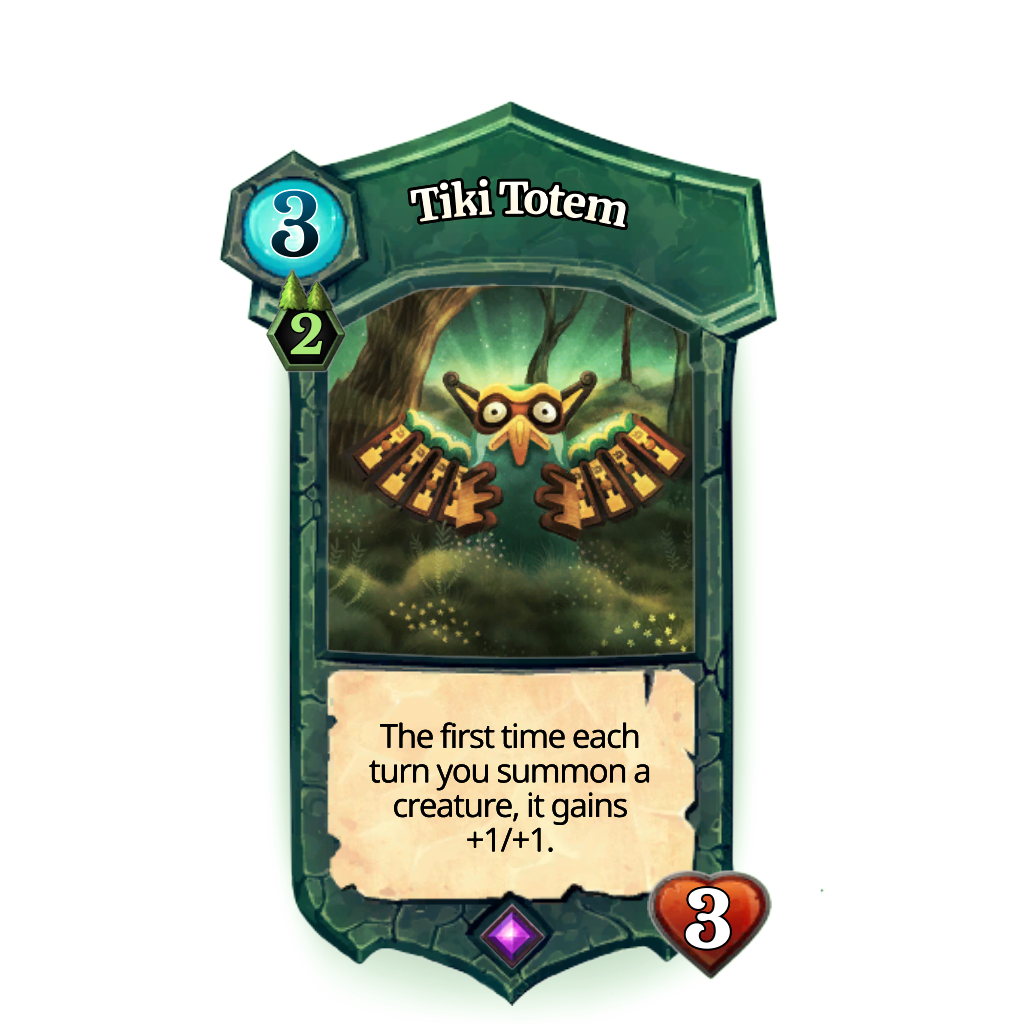 Tiki Totem
3
2
The first time each
turn you summon a
creature, it gains
+1/+1.
3